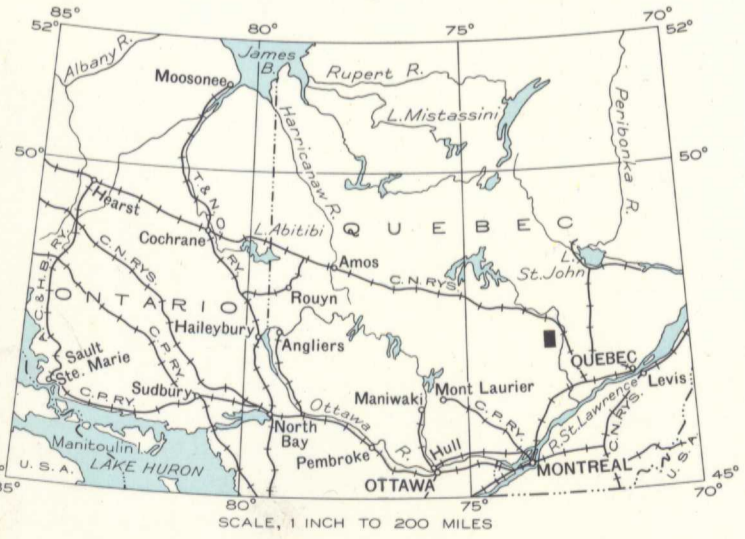 85°
80°
75°
70°
52°
52°
Albany R.
James
B.
Moosonee
Rupert R.
L. Mistassini
Peribonka R.
Harricanaw R.
50°
50°
Hearst
T. & N. O. RY.
L. Abitibi
QUEBEC
Cochrane
Amos
L.
St. John
A.C. & H.B. RY.
C. N. RYS.
C. N. RYS.
Rouyn
ONTARIO
C. P. RY.
Haileybury
Angliers
Sault
Ste. Marie
QUEBEC
Levis
C. P. RY.
Sudbury
Maniwaki
Mont Laurier
C. P. RY.
R. St. Lawrence
C. N. RYS.
Ottawa R.
North
Bay
Manitoulin
I.
Pembroke
Hull
U. S. A.
LAKE HURON
OTTAWA
MONTREAL
U. S. A.
45°
85°
80°
75°
70°
SCALE, 1 INCH TO 200 MILES